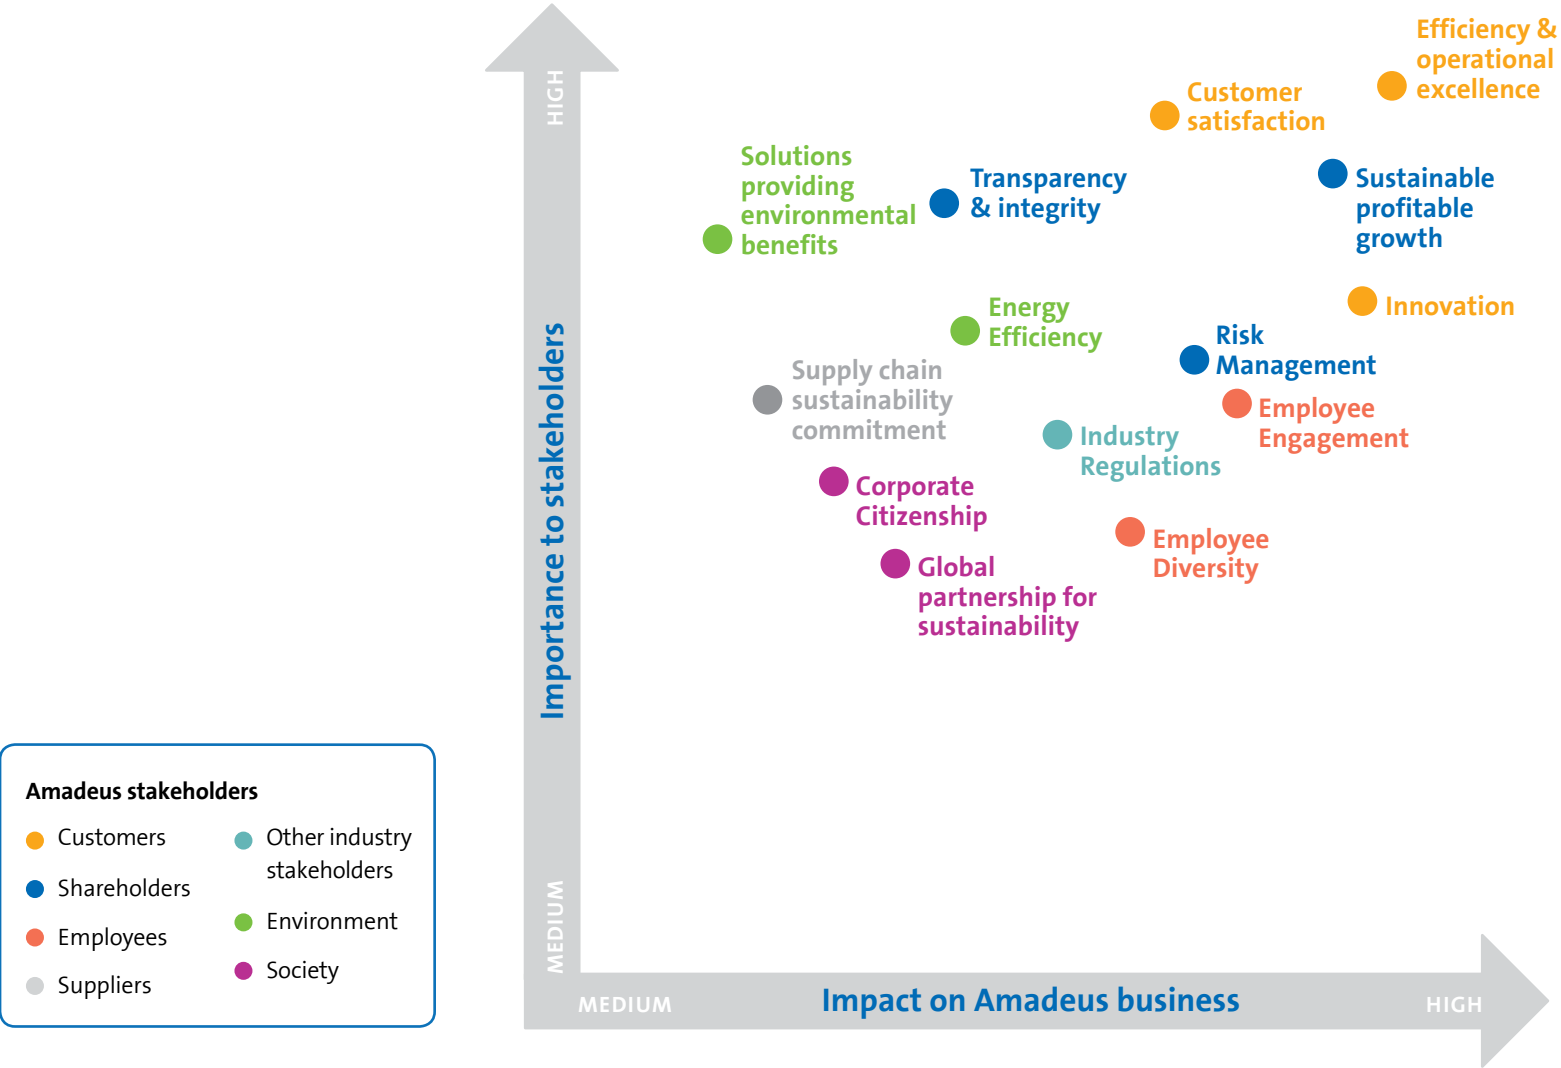 Efficiency &
operational
excellence
HIGH
Customer
satisfaction
Solutions
providing
environmental
benefits
Transparency
& integrity
Sustainable
profitable
growth
Energy
Efficiency
Innovation
Risk
Management
Supply chain
sustainability
commitment
Employee
Engagement
Industry
Regulations
Corporate
Citizenship
Employee
Diversity
Global
partnership for
sustainability
Importance to stakeholders
MEDIUM
Amadeus stakeholders
Customers
Shareholders
Employees
Suppliers
Other industry
stakeholders
Environment
Society
MEDIUM
Impact on Amadeus business
HIGH